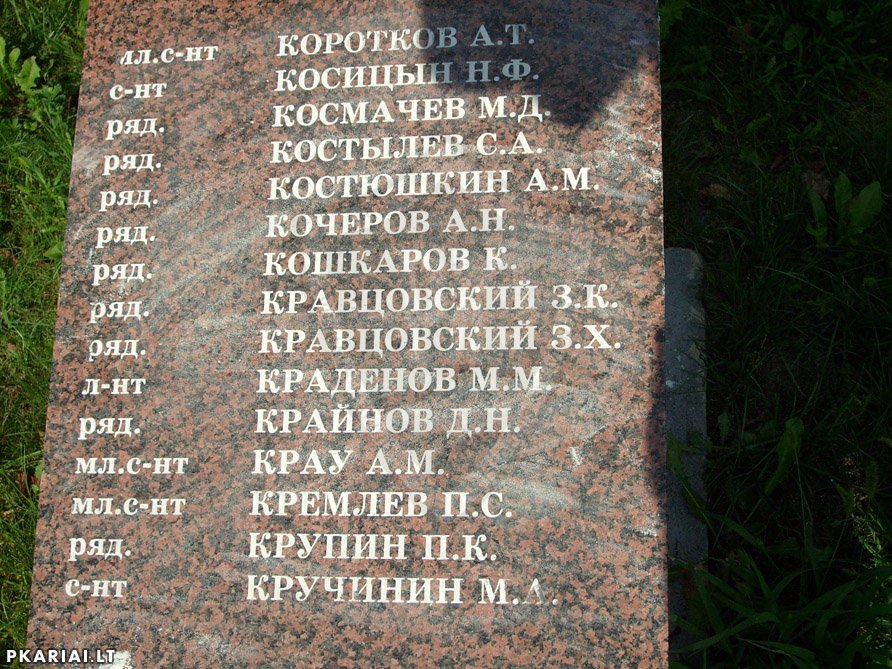 мл.с-нт КОРОТКОВ А.Т.
с-нт КОСИЦЫН Н.Ф.
ряд. КОСМАЧЕВ М.Д.
ряд. КОСТЫЛЕВ С.А.
ряд. КОСТЮШКИН А.М.
ряд. КОЧЕРОВ А.Н.
ряд. КОШКАРОВ К.
ряд. КРАВЦОВСКИЙ З.К.
ряд. КРАВЦОВСКИЙ З.Х.
л-нт КРАДЕНОВ М.М.
ряд. КРАЙНОВ Д.Н.
мл.с-нт КРАУ А.М.
мл.с-нт КРЕМЛЕВ П.С.
ряд. КРУПИН П.К.
с-нт КРУЧИНИН М.А.
PKARIAI.LT